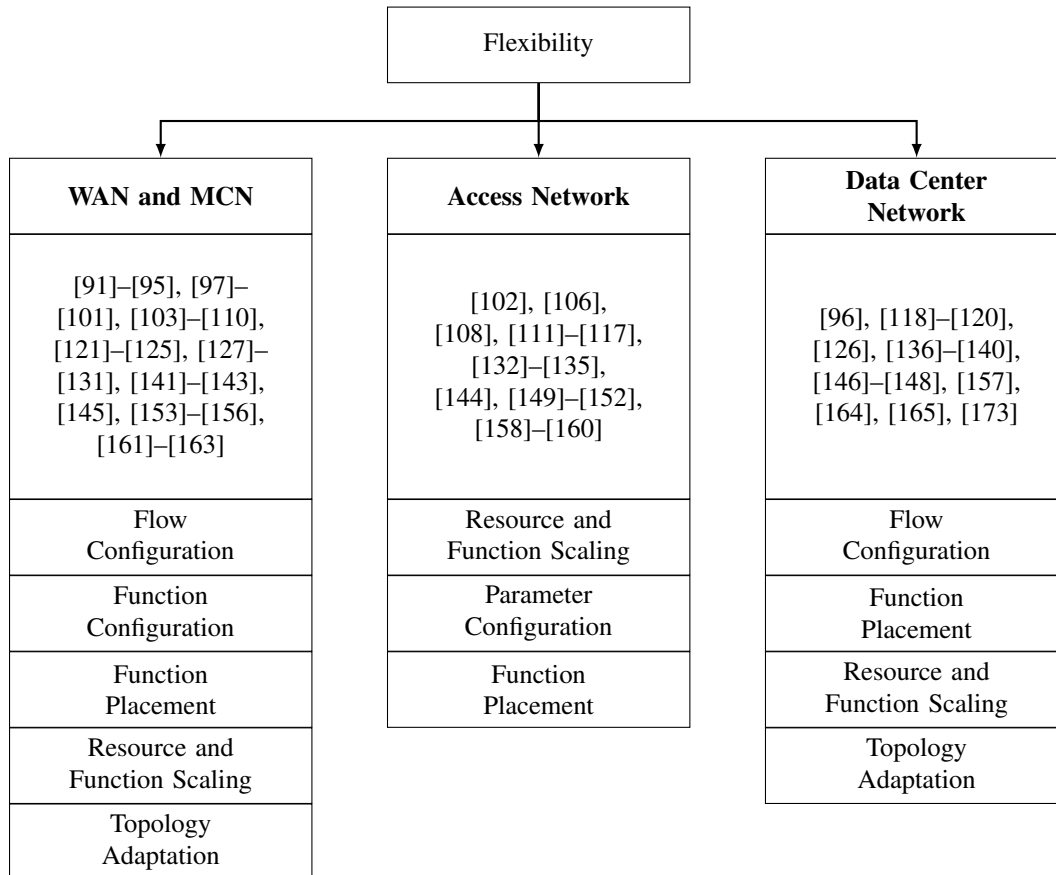 Flexibility
WAN and MCN
[91]–[95], [97]–
[101], [103]–[110],
[121]–[125], [127]–
[131], [141]–[143],
[145], [153]–[156],
[161]–[163]
Flow
Configuration
Function
Configuration
Function
Placement
Resource and
Function Scaling
Topology
Adaptation
Access Network
[102], [106],
[108], [111]–[117],
[132]–[135],
[144], [149]–[152],
[158]–[160]
Resource and
Function Scaling
Parameter
Configuration
Function
Placement
Data Center
Network
[96], [118]–[120],
[126], [136]–[140],
[146]–[148], [157],
[164], [165], [173]
Flow
Configuration
Function
Placement
Resource and
Function Scaling
Topology
Adaptation